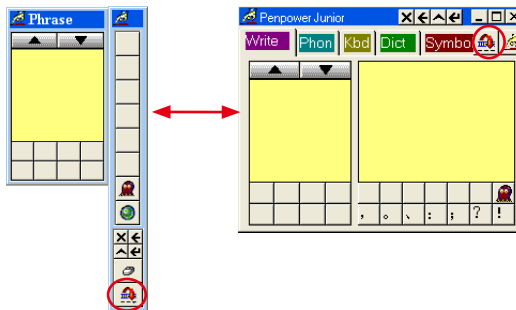 Phrase
Penpower Junior
Write Phon Kbd Dict Symbo
， 。 、 ： ； ? !